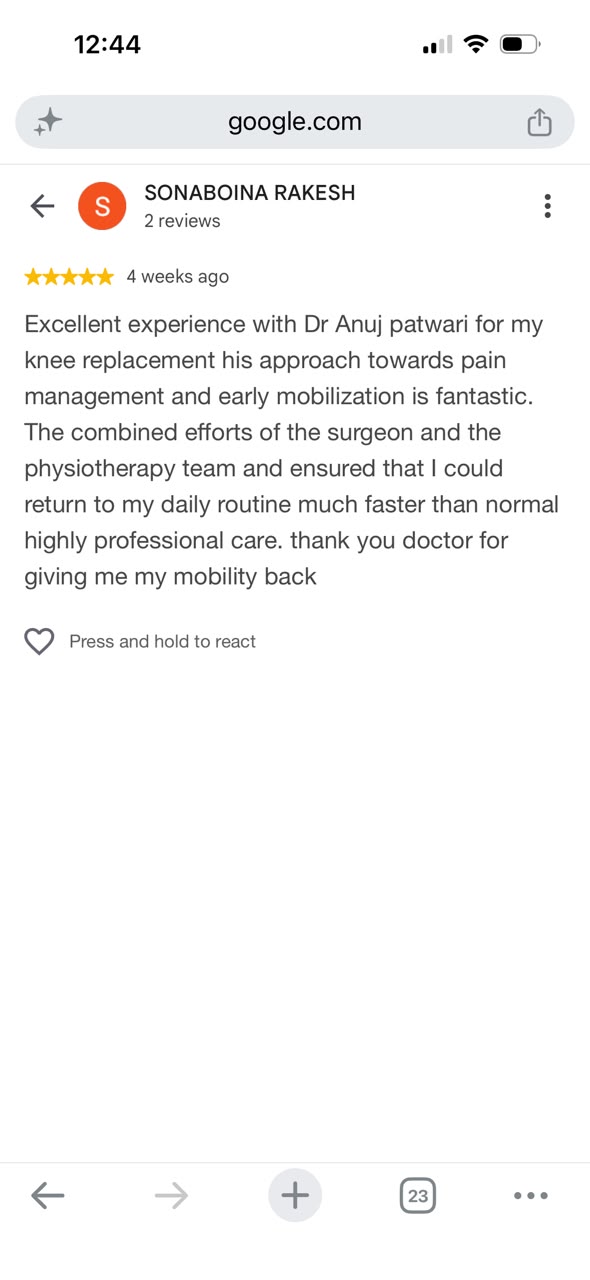 12:44
google.com
S
SONABOINA RAKESH
2 reviews
4 weeks ago
Excellent experience with Dr Anuj patwari for my
knee replacement his approach towards pain
management and early mobilization is fantastic.
The combined efforts of the surgeon and the
physiotherapy team and ensured that I could
return to my daily routine much faster than normal
highly professional care. thank you doctor for
giving me my mobility back
Press and hold to react
23